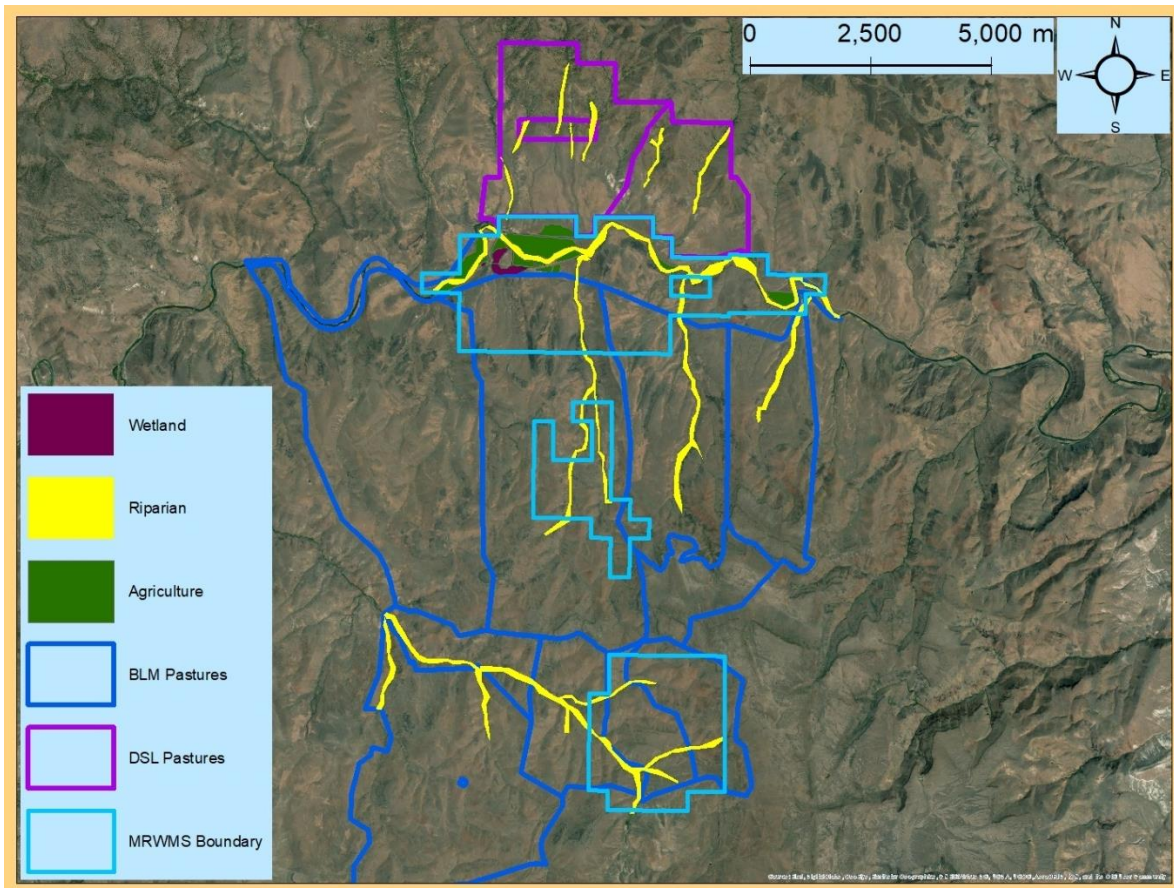 0 2,500 5,000 m
N
W E
S
Wetland
Riparian
Agriculture
BLM Pastures
DSL Pastures
MRWMS Boundary